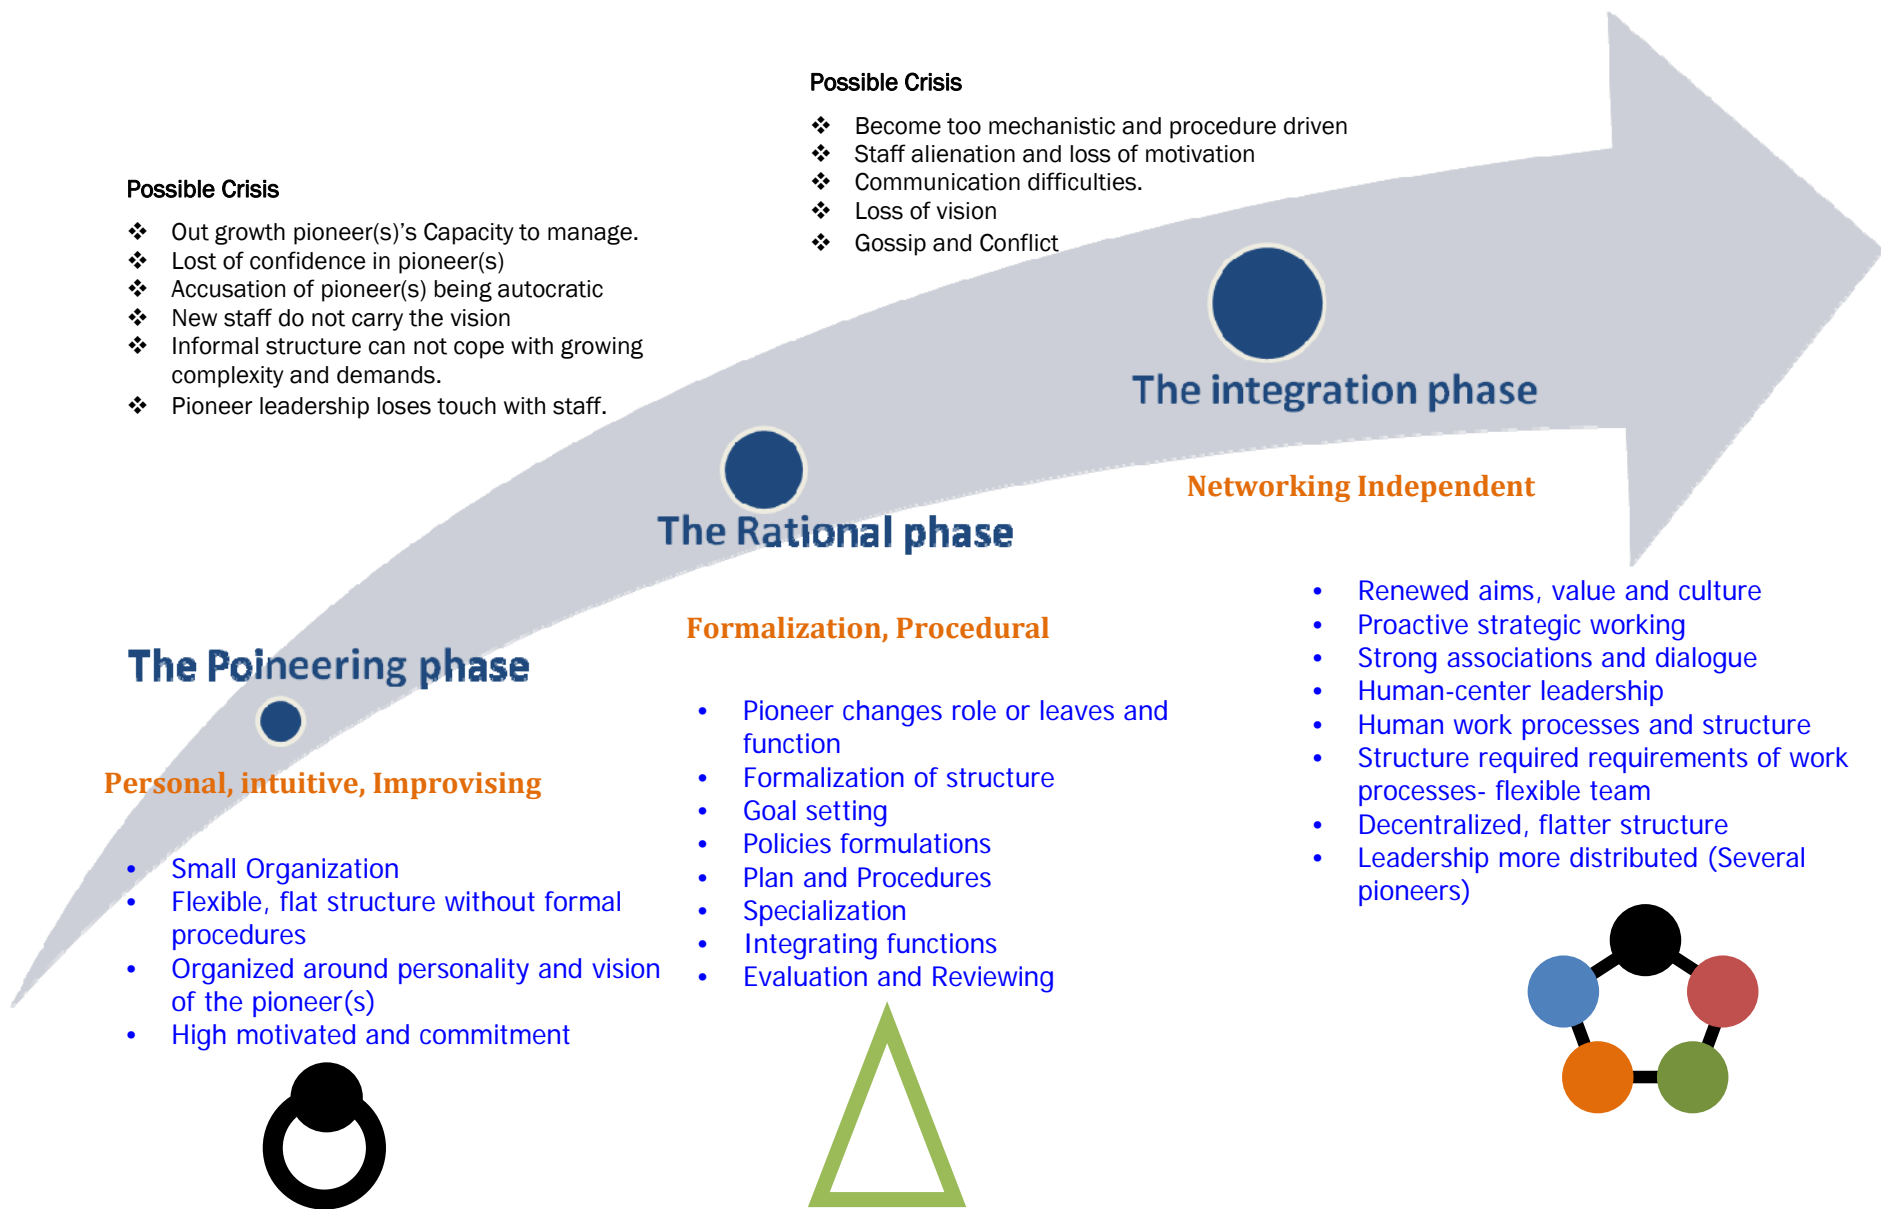 Possible Crisis
❖ Become too mechanistic and procedure driven
❖ Staff alienation and loss of motivation
❖ Communication difficulties.
❖ Loss of vision
❖ Gossip and Conflict
Possible Crisis
❖ Out growth pioneer(s)’s Capacity to manage.
❖ Lost of confidence in pioneer(s)
❖ Accusation of pioneer(s) being autocratic
❖ New staff do not carry the vision
❖ Informal structure can not cope with growing
complexity and demands.
❖ Pioneer leadership loses touch with staff.
The integration phase
Networking Independent
• Renewed aims, value and culture
• Proactive strategic working
• Strong associations and dialogue
• Human-center leadership
• Human work processes and structure
• Structure required requirements of work
processes- flexible team
• Decentralized, flatter structure
• Leadership more distributed (Several
pioneers)
The Rational phase
Formalization, Procedural
• Pioneer changes role or leaves and
function
• Formalization of structure
• Goal setting
• Policies formulations
• Plan and Procedures
• Specialization
• Integrating functions
• Evaluation and Reviewing
The Poineering phase
Personal, intuitive, Improvising
• Small Organization
• Flexible, flat structure without formal
procedures
• Organized around personality and vision
of the pioneer(s)
• High motivated and commitment